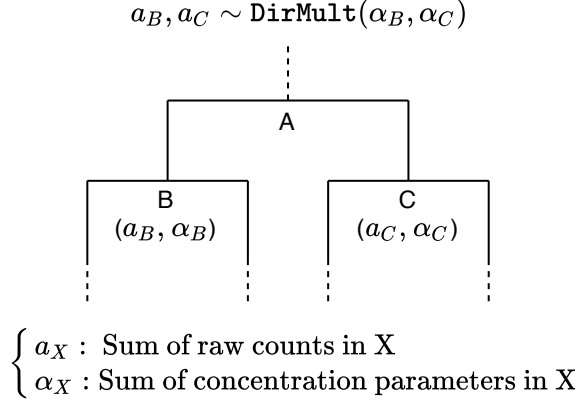 a_B, a_C ∼ DirMult(α_B, α_C)
A
B
C
(a_B, α_B)
(a_C, α_C)
a_X : Sum of raw counts in X
α_X : Sum of concentration parameters in X